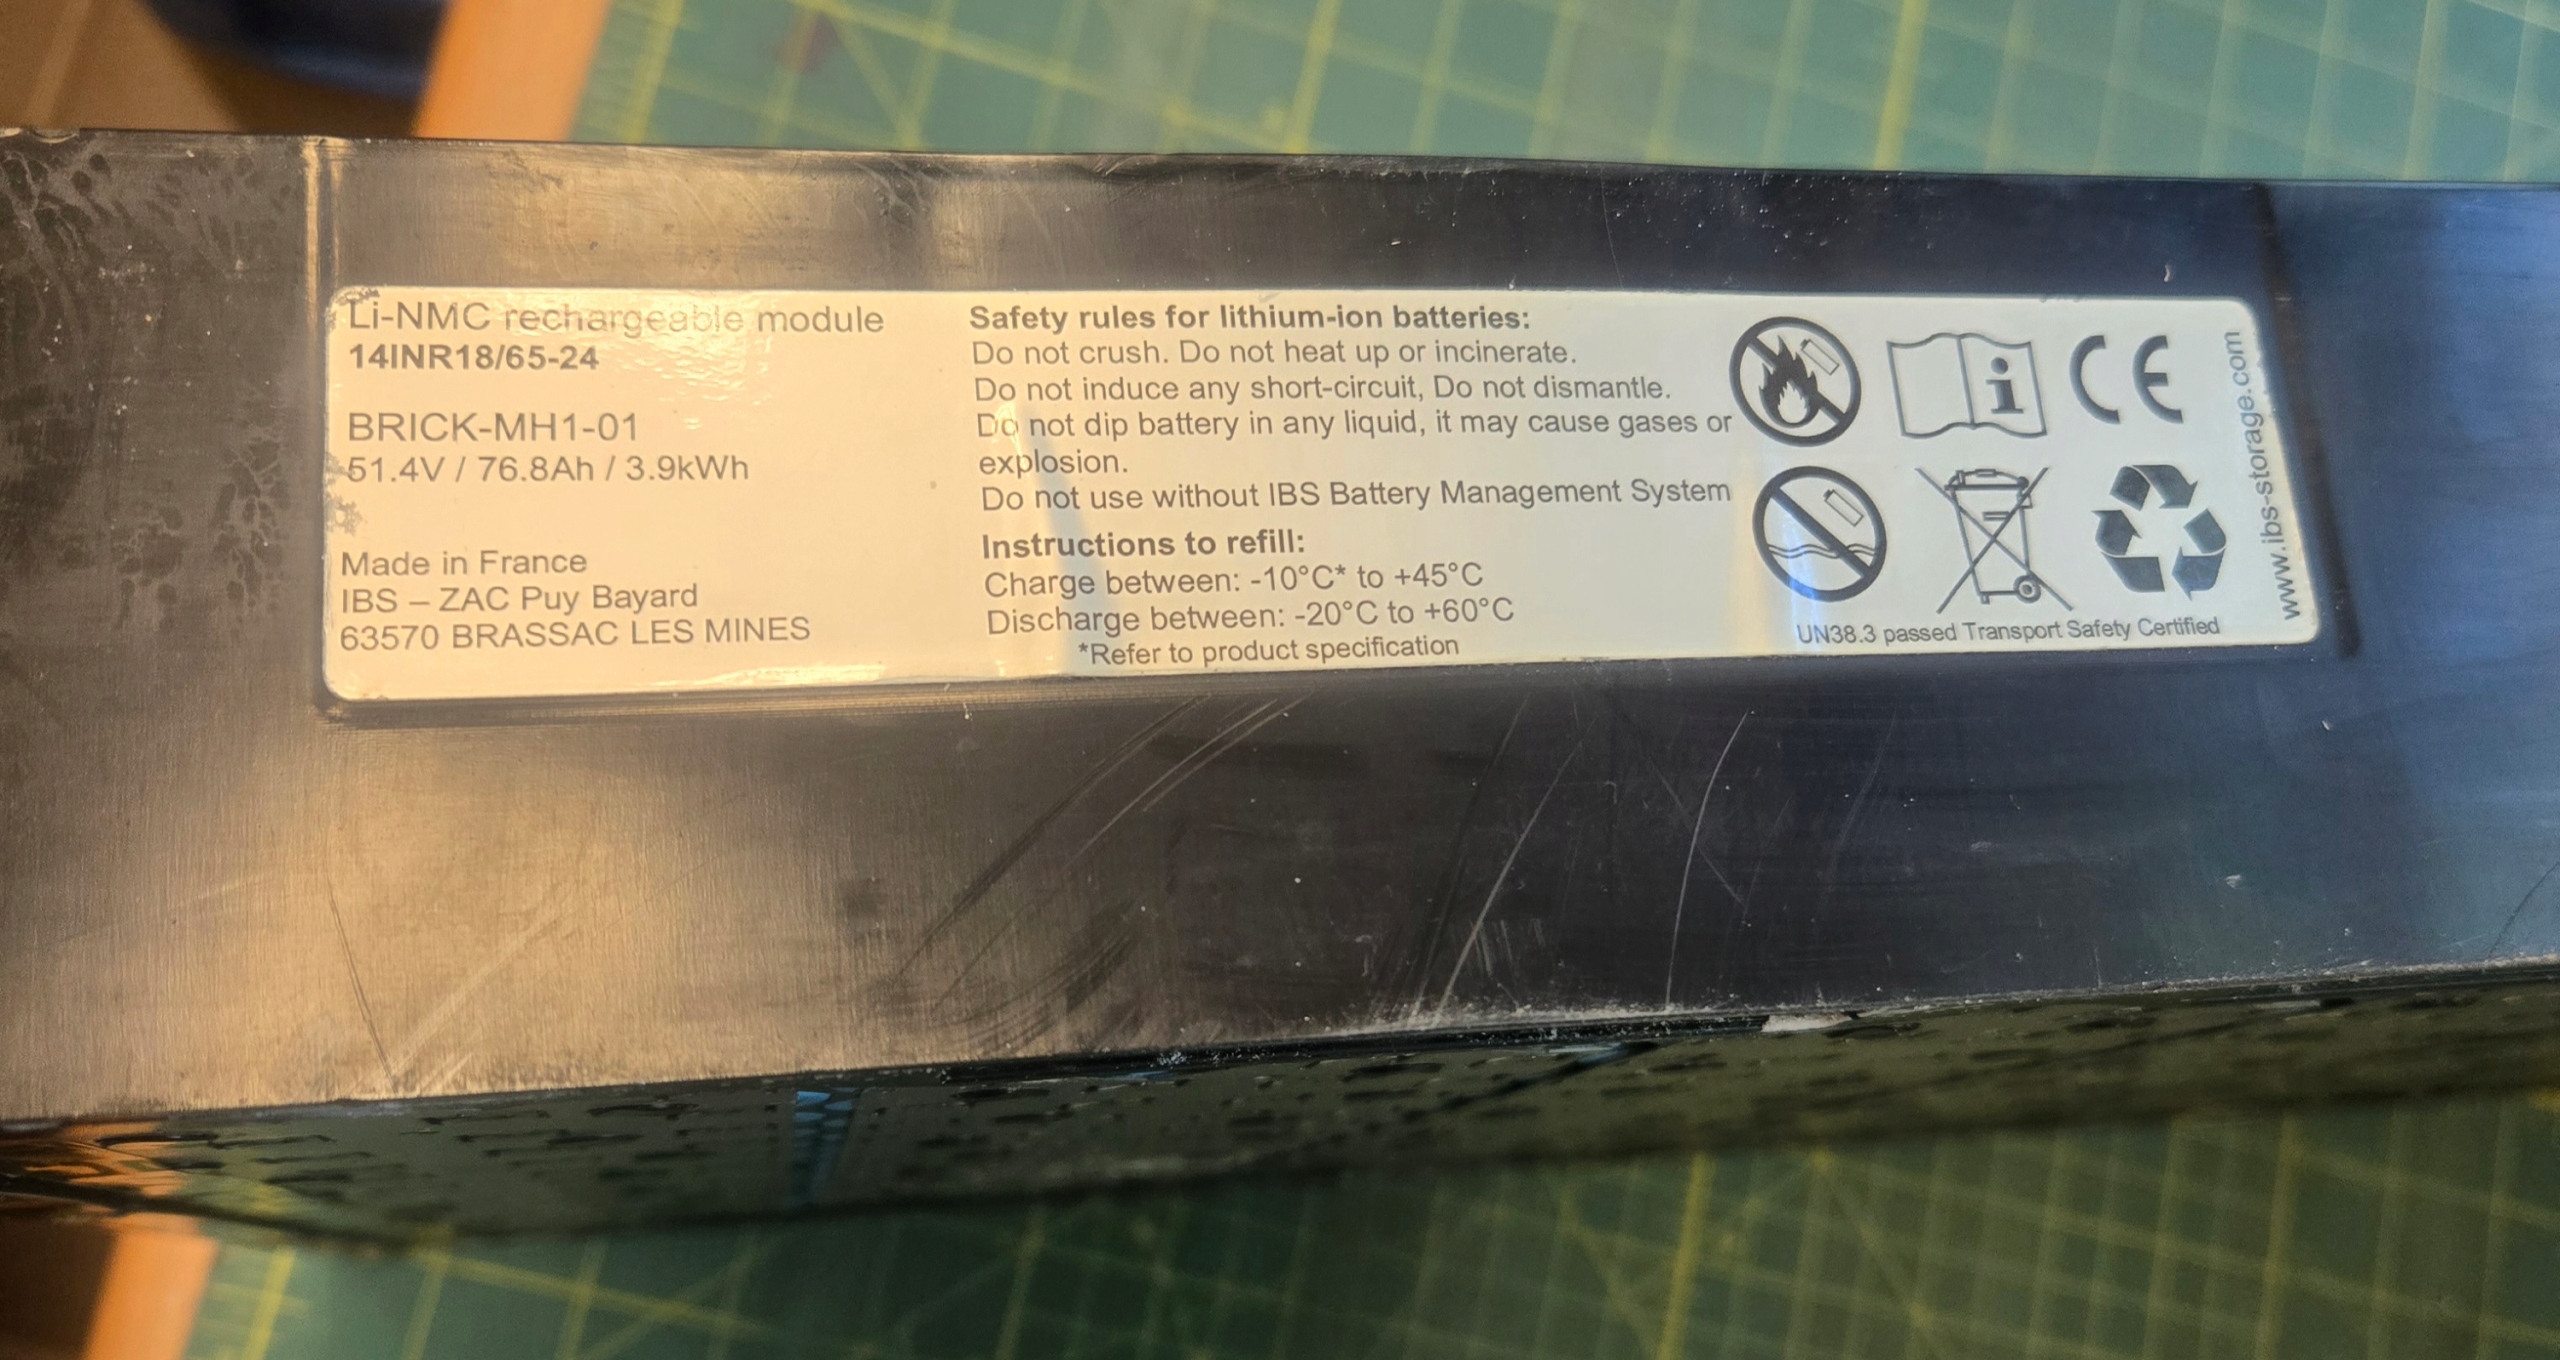 Li-NMC rechargeable module
14INR18/65-24
BRICK-MH1-01
51.4V / 76.8Ah / 3.9kWh
Made in France
IBS – ZAC Puy Bayard
63570 BRASSAC LES MINES
Safety rules for lithium-ion batteries:
Do not crush. Do not heat up or incinerate.
Do not induce any short-circuit, Do not dismantle.
Do not dip battery in any liquid, it may cause gases or
explosion.
Do not use without IBS Battery Management System
Instructions to refill:
Charge between: -10°C* to +45°C
Discharge between: -20°C to +60°C
*Refer to product specification
i
CE
UN38.3 passed Transport Safety Certified
www.ibs-storage.com